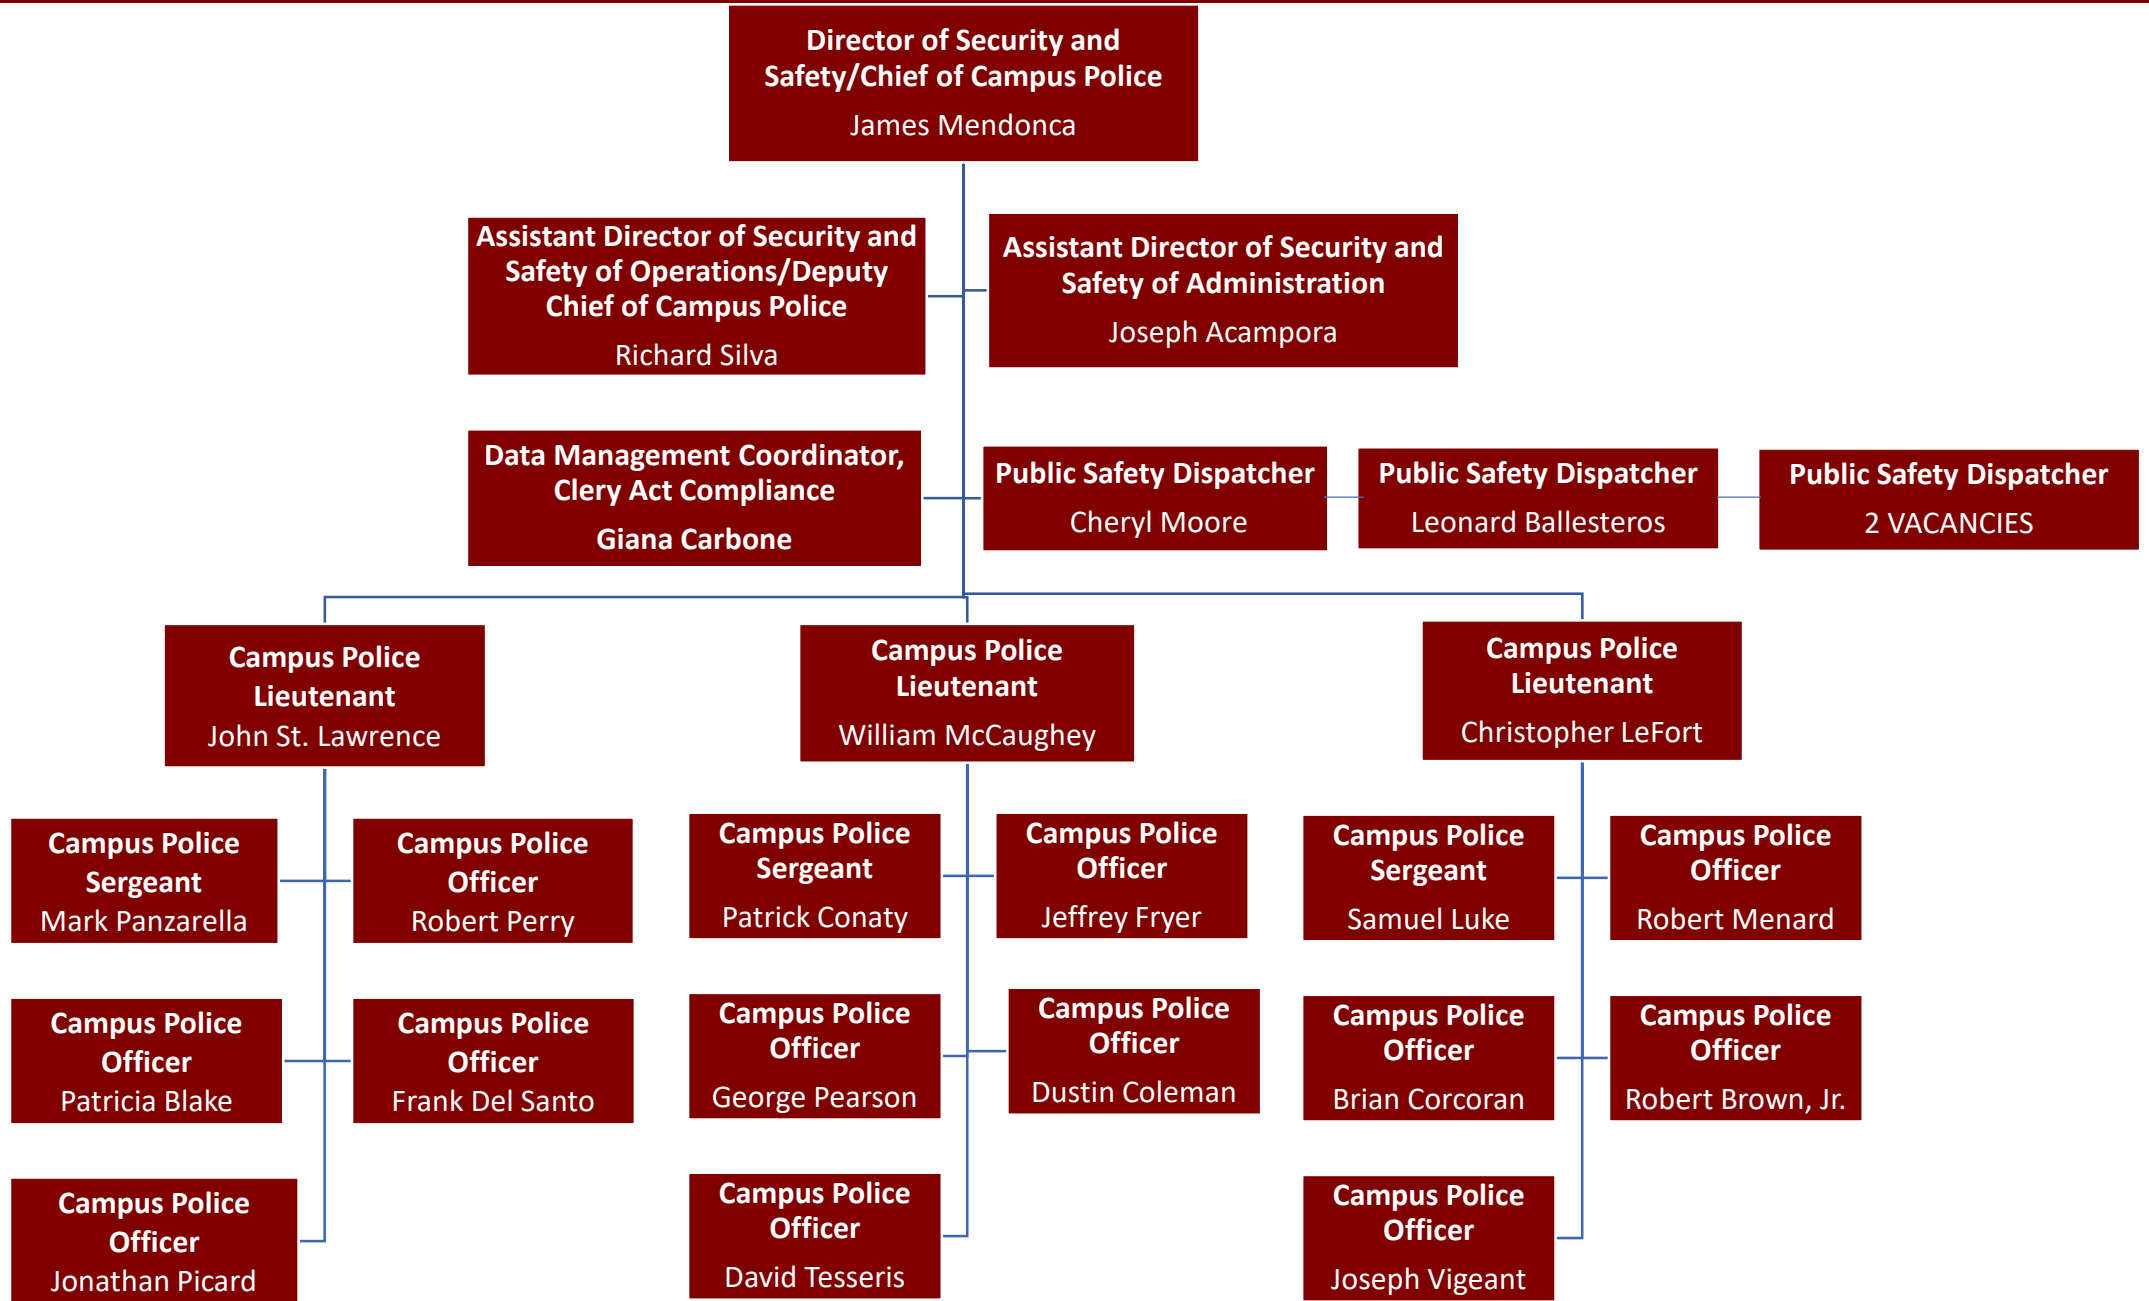 Director of Security and
Safety/Chief of Campus Police
James Mendonca
Assistant Director of Security and
Safety of Operations/Deputy
Chief of Campus Police
Richard Silva
Assistant Director of Security and
Safety of Administration
Joseph Acampora
Data Management Coordinator,
Clery Act Compliance
Giana Carbone
Public Safety Dispatcher
Cheryl Moore
Public Safety Dispatcher
Leonard Ballesteros
Public Safety Dispatcher
2 VACANCIES
Campus Police
Lieutenant
John St. Lawrence
Campus Police
Lieutenant
William McCaughey
Campus Police
Lieutenant
Christopher LeFort
Campus Police
Sergeant
Mark Panzarella
Campus Police
Officer
Robert Perry
Campus Police
Sergeant
Patrick Conaty
Campus Police
Officer
Jeffrey Fryer
Campus Police
Sergeant
Samuel Luke
Campus Police
Officer
Robert Menard
Campus Police
Officer
Patricia Blake
Campus Police
Officer
Frank Del Santo
Campus Police
Officer
George Pearson
Campus Police
Officer
Dustin Coleman
Campus Police
Officer
Brian Corcoran
Campus Police
Officer
Robert Brown, Jr.
Campus Police
Officer
Jonathan Picard
Campus Police
Officer
David Tesseris
Campus Police
Officer
Joseph Vigeant